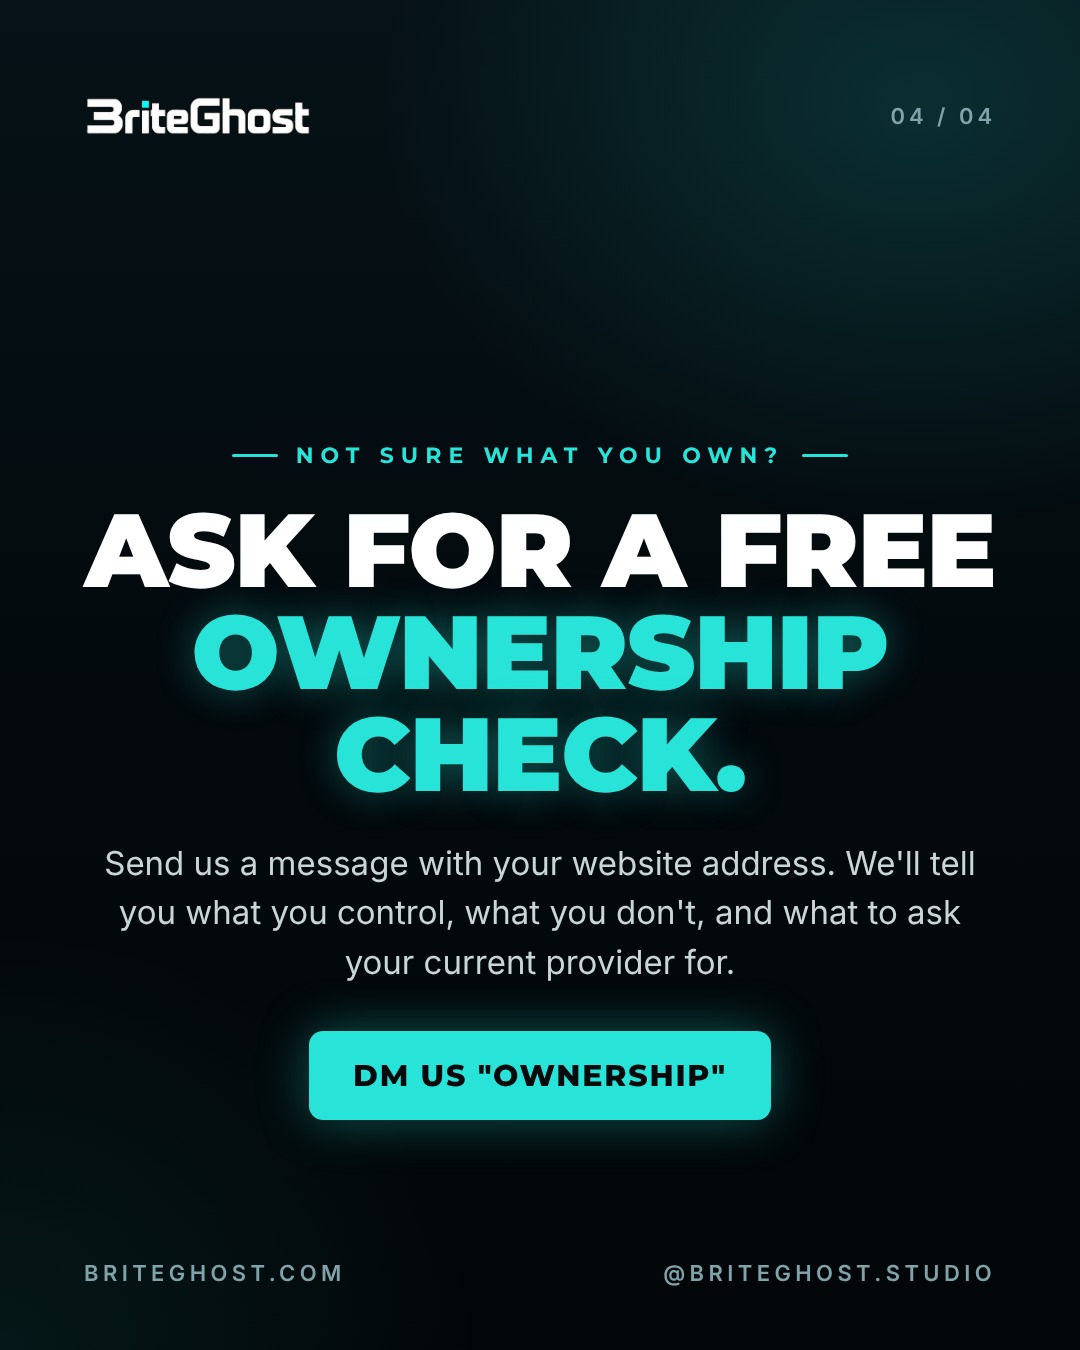 BriteGhost
04 / 04
NOT SURE WHAT YOU OWN?
ASK FOR A FREE
OWNERSHIP
CHECK.
Send us a message with your website address. We'll tell
you what you control, what you don't, and what to ask
your current provider for.
DM US "OWNERSHIP"
BRITEGHOST.COM
@BRITEGHOST.STUDIO